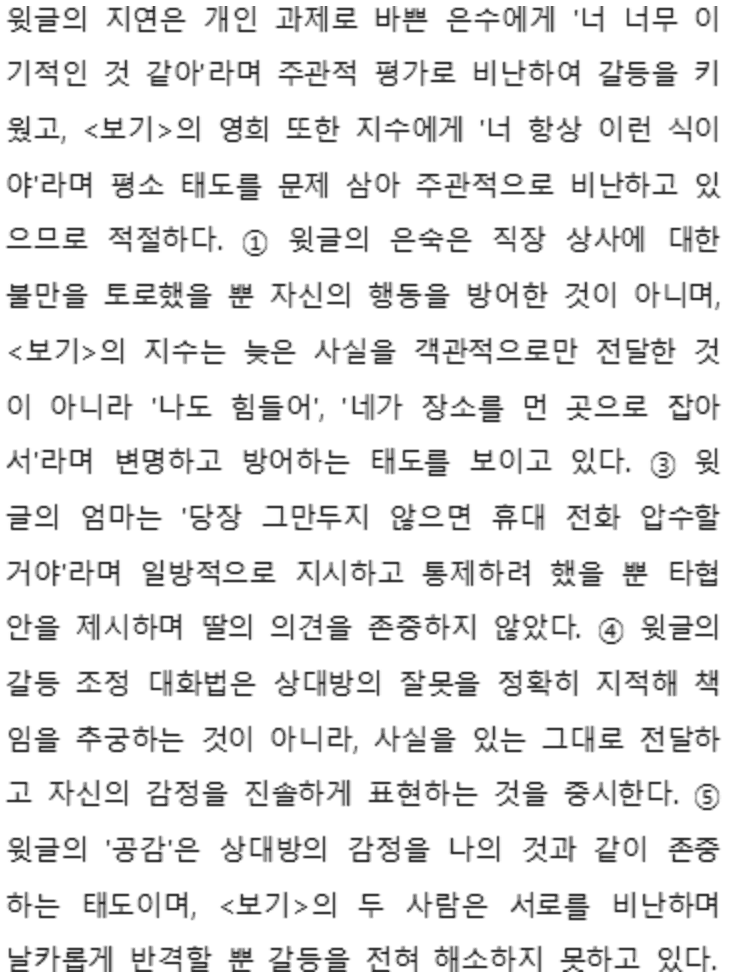 윗글의 지연은 개인 과제로 바쁜 은수에게 '너 너무 이
기적인 것 같아'라며 주관적 평가로 비난하여 갈등을 키
웠고, <보기>의 영희 또한 지수에게 '너 항상 이런 식이
야'라며 평소 태도를 문제 삼아 주관적으로 비난하고 있
으므로 적절하다. ① 윗글의 은숙은 직장 상사에 대한
불만을 토로했을 뿐 자신의 행동을 방어한 것이 아니며,
<보기>의 지수는 늦은 사실을 객관적으로만 전달한 것
이 아니라 '나도 힘들어', '네가 장소를 먼 곳으로 잡아
서'라며 변명하고 방어하는 태도를 보이고 있다. ③ 윗
글의 엄마는 '당장 그만두지 않으면 휴대 전화 압수할
거야'라며 일방적으로 지시하고 통제하려 했을 뿐 타협
안을 제시하며 딸의 의견을 존중하지 않았다. ④ 윗글의
갈등 조정 대화법은 상대방의 잘못을 정확히 지적해 책
임을 추궁하는 것이 아니라, 사실을 있는 그대로 전달하
고 자신의 감정을 진솔하게 표현하는 것을 중시한다. ⑤
윗글의 '공감'은 상대방의 감정을 나의 것과 같이 존중
하는 태도이며, <보기>의 두 사람은 서로를 비난하며
날카롭게 반격할 뿐 갈등을 전혀 해소하지 못하고 있다.